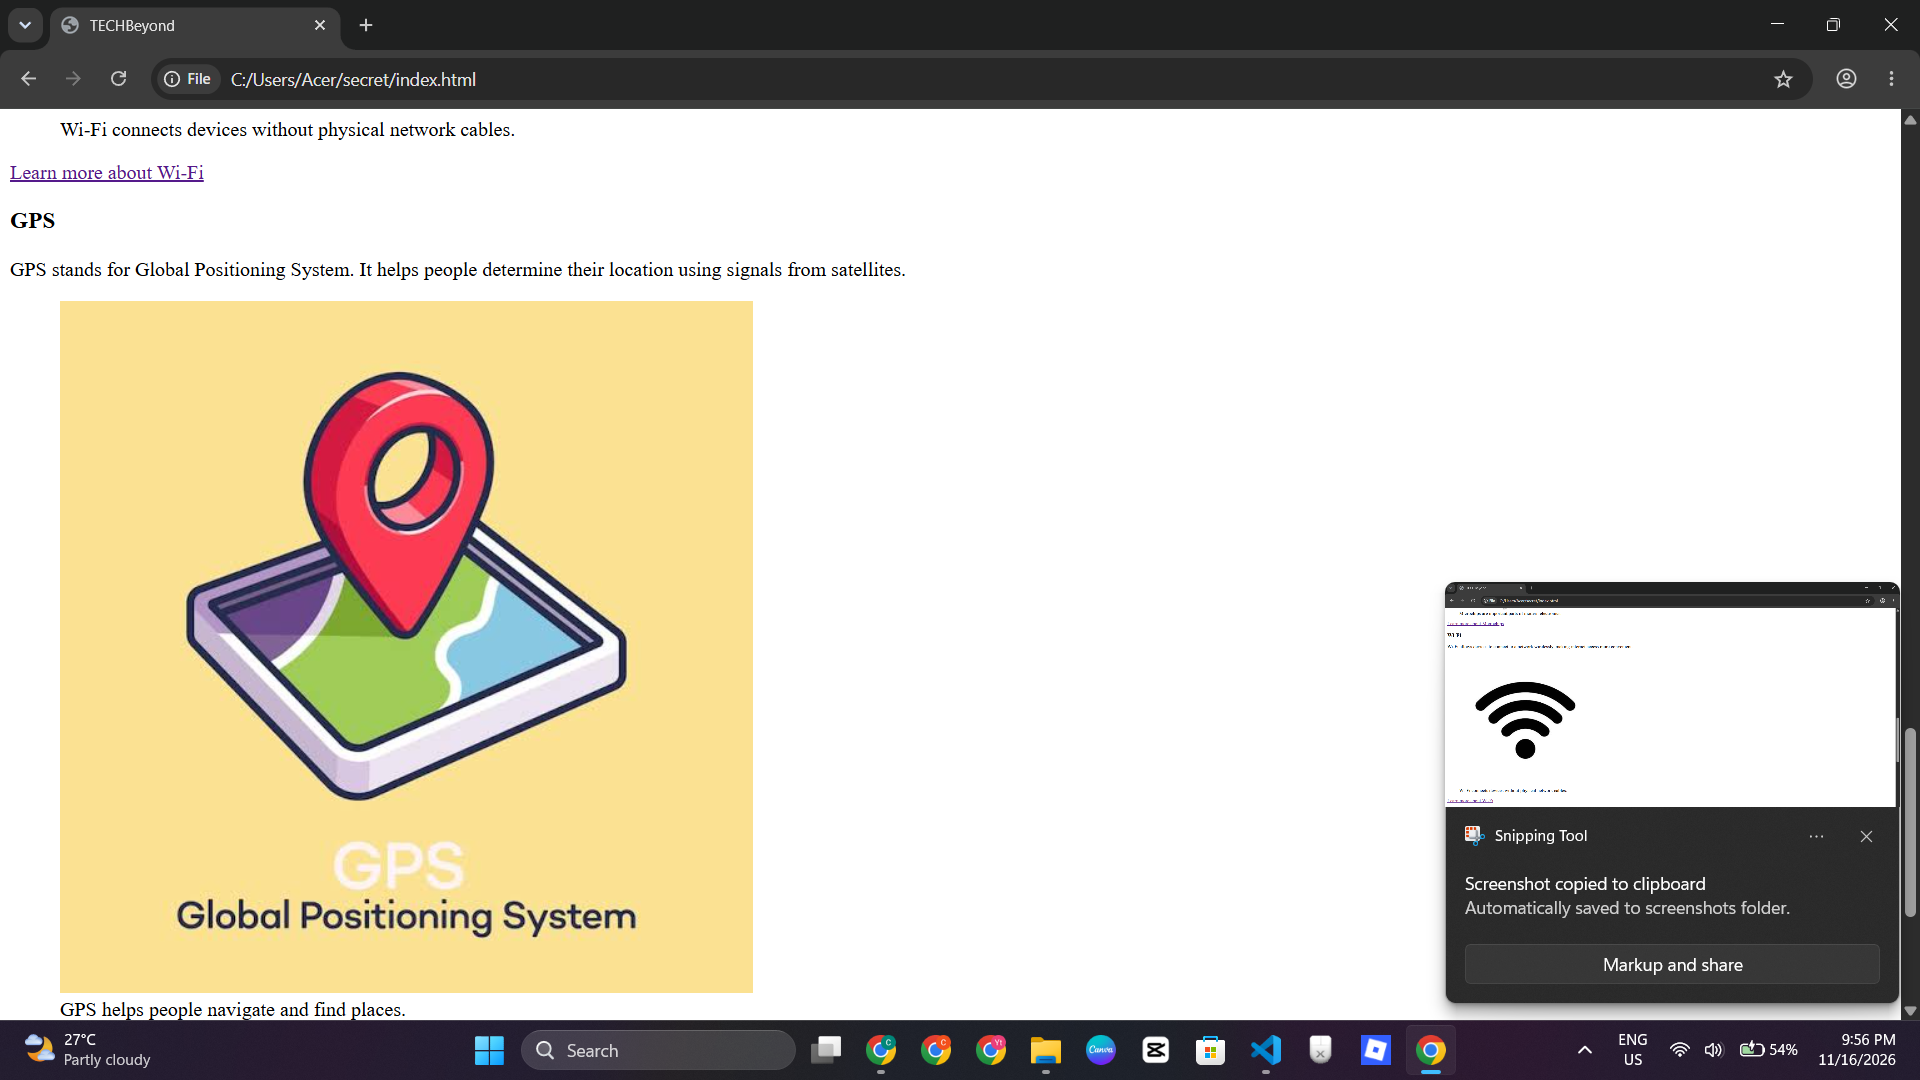 TECHBeyond
File
C:/Users/Acer/secret/index.html
Wi-Fi connects devices without physical network cables.
Learn more about Wi-Fi
GPS
GPS stands for Global Positioning System. It helps people determine their location using signals from satellites.
GPS
Global Positioning System
GPS helps people navigate and find places.
Snipping Tool
Screenshot copied to clipboard
Automatically saved to screenshots folder.
Markup and share
27°C
Partly cloudy
Search
Canva
ENG
US
54%
9:56 PM
11/16/2026